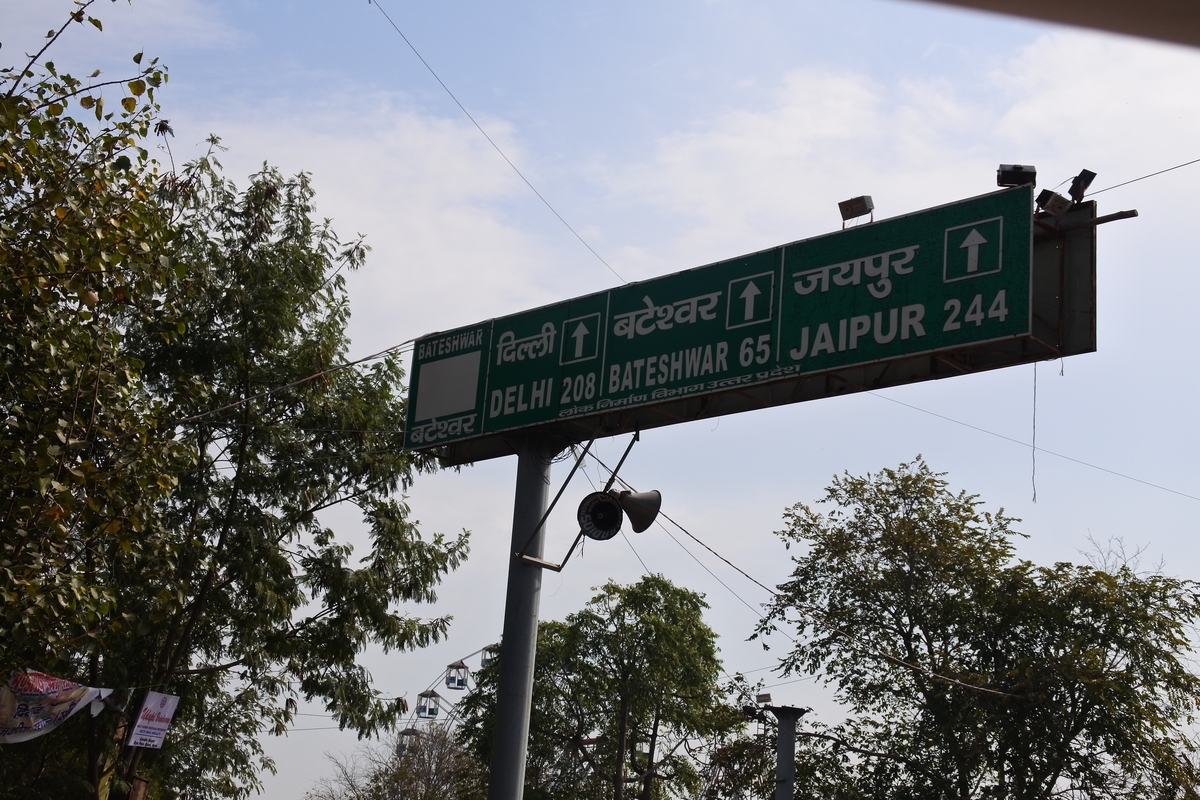 BATESHWAR
बटेश्वर
दिल्ली
DELHI 208
बटेश्वर
BATESHWAR 65
जयपुर
JAIPUR 244
लोक निर्माण विभाग उत्तर प्रदेश